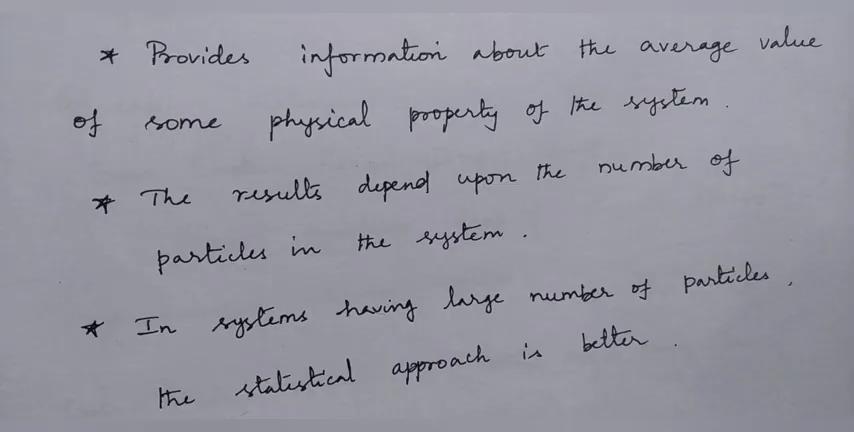 * Provides information about the average value
of some physical property of the system.
* The results depend upon the number of
particles in the system.
* In systems having large number of particles,
the statistical approach is better.